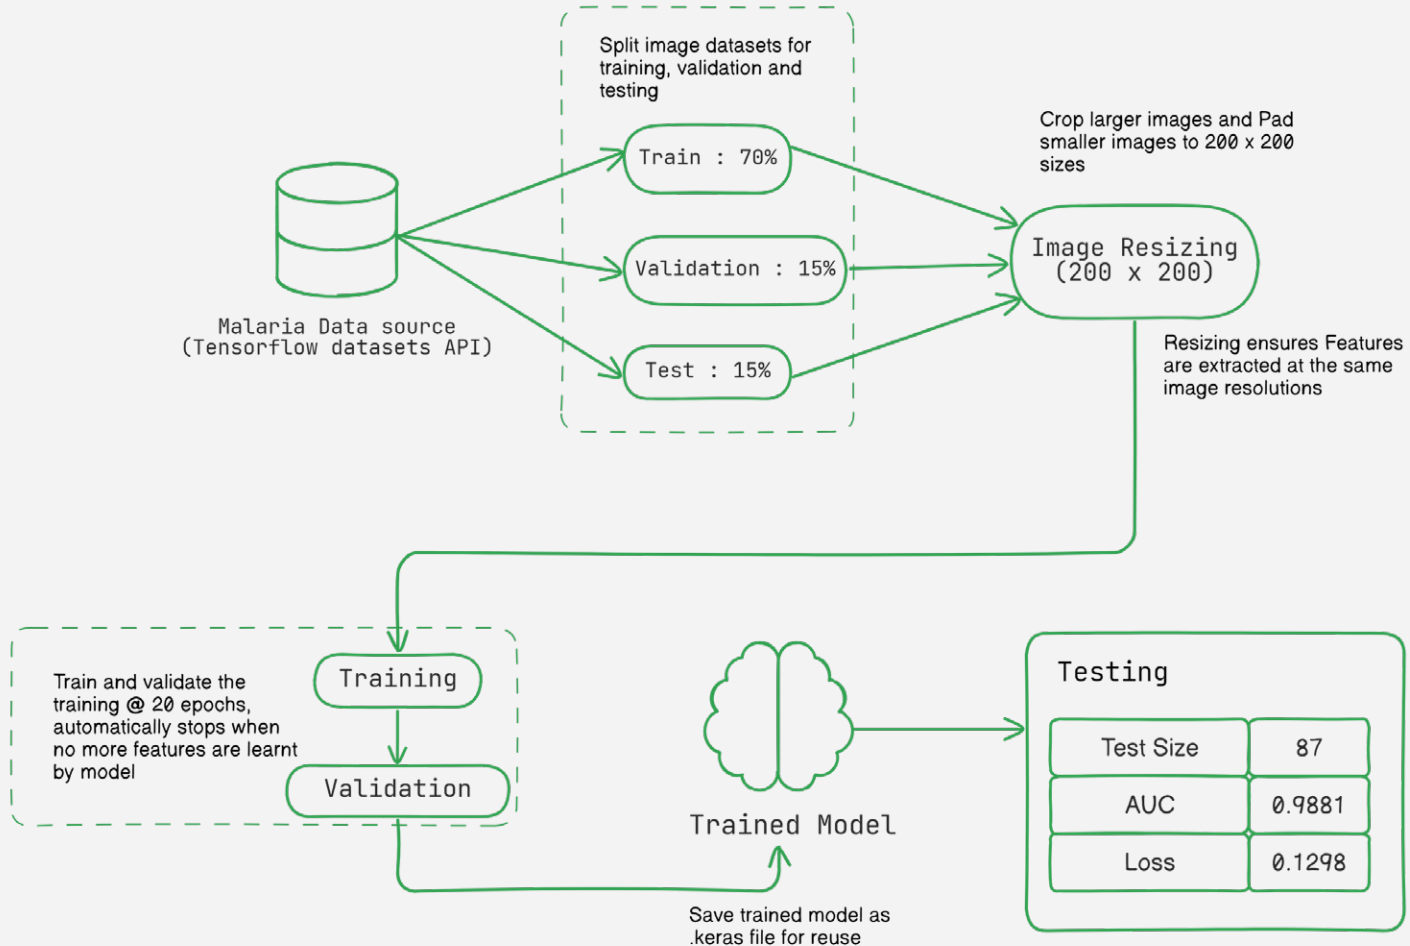 Split image datasets for
training, validation and
testing
Train : 70%
Validation : 15%
Test : 15%
Malaria Data source
(Tensorflow datasets API)
Crop larger images and Pad
smaller images to 200 x 200
sizes
Image Resizing
(200 x 200)
Resizing ensures Features
are extracted at the same
image resolutions
Train and validate the
training @ 20 epochs,
automatically stops when
no more features are learnt
by model
Training
Validation
Trained Model
Save trained model as
.keras file for reuse
Testing
Test Size 87
AUC 0.9881
Loss 0.1298